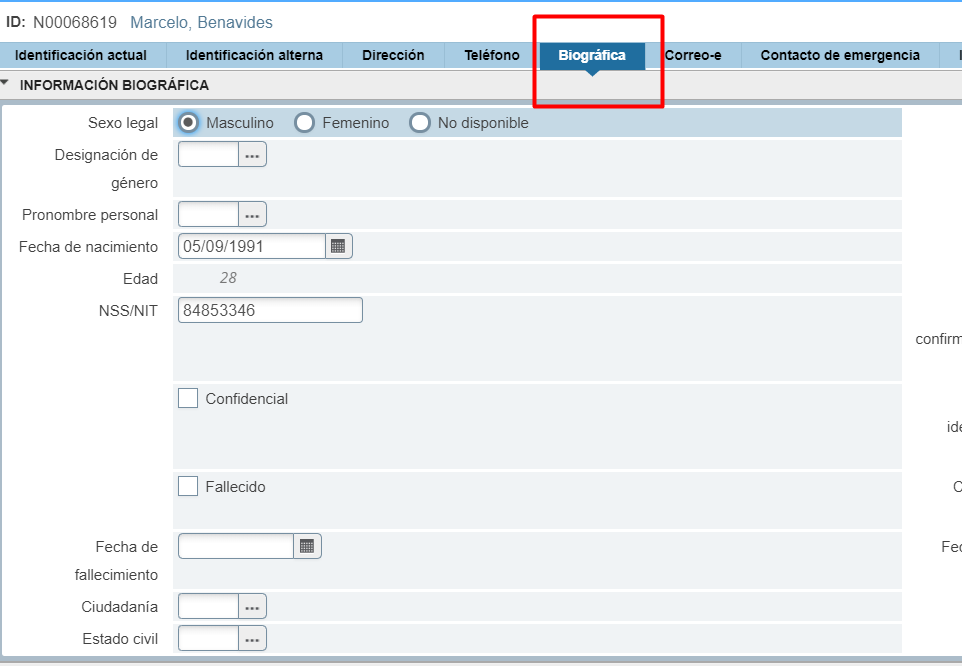 ID: N00068619 Marcelo, Benavides
Identificación actual Identificación alterna Dirección Teléfono Biográfica Correo-e Contacto de emergencia
INFORMACIÓN BIOGRÁFICA
Sexo legal Masculino Femenino No disponible
Designación de género ...
Pronombre personal ...
Fecha de nacimiento 05/09/1991
Edad 28
NSS/NIT 84853346
confirm
Confidencial
ide
Fallecido
C
Fecha de fallecimiento
Fec
Ciudadanía ...
Estado civil ...